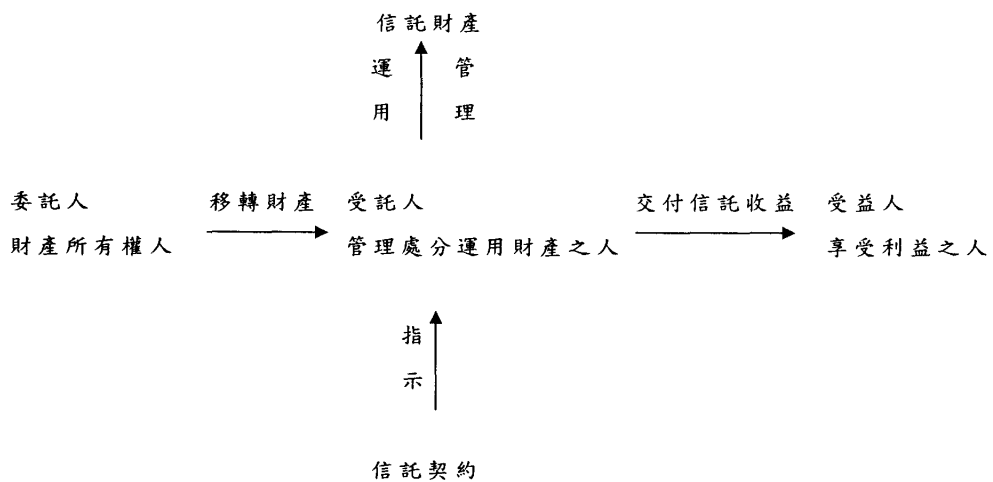 信託財產
運用
管理
委託人
財產所有權人
移轉財產
受託人
管理處分運用財產之人
交付信託收益
受益人
享受利益之人
指示
信託契約